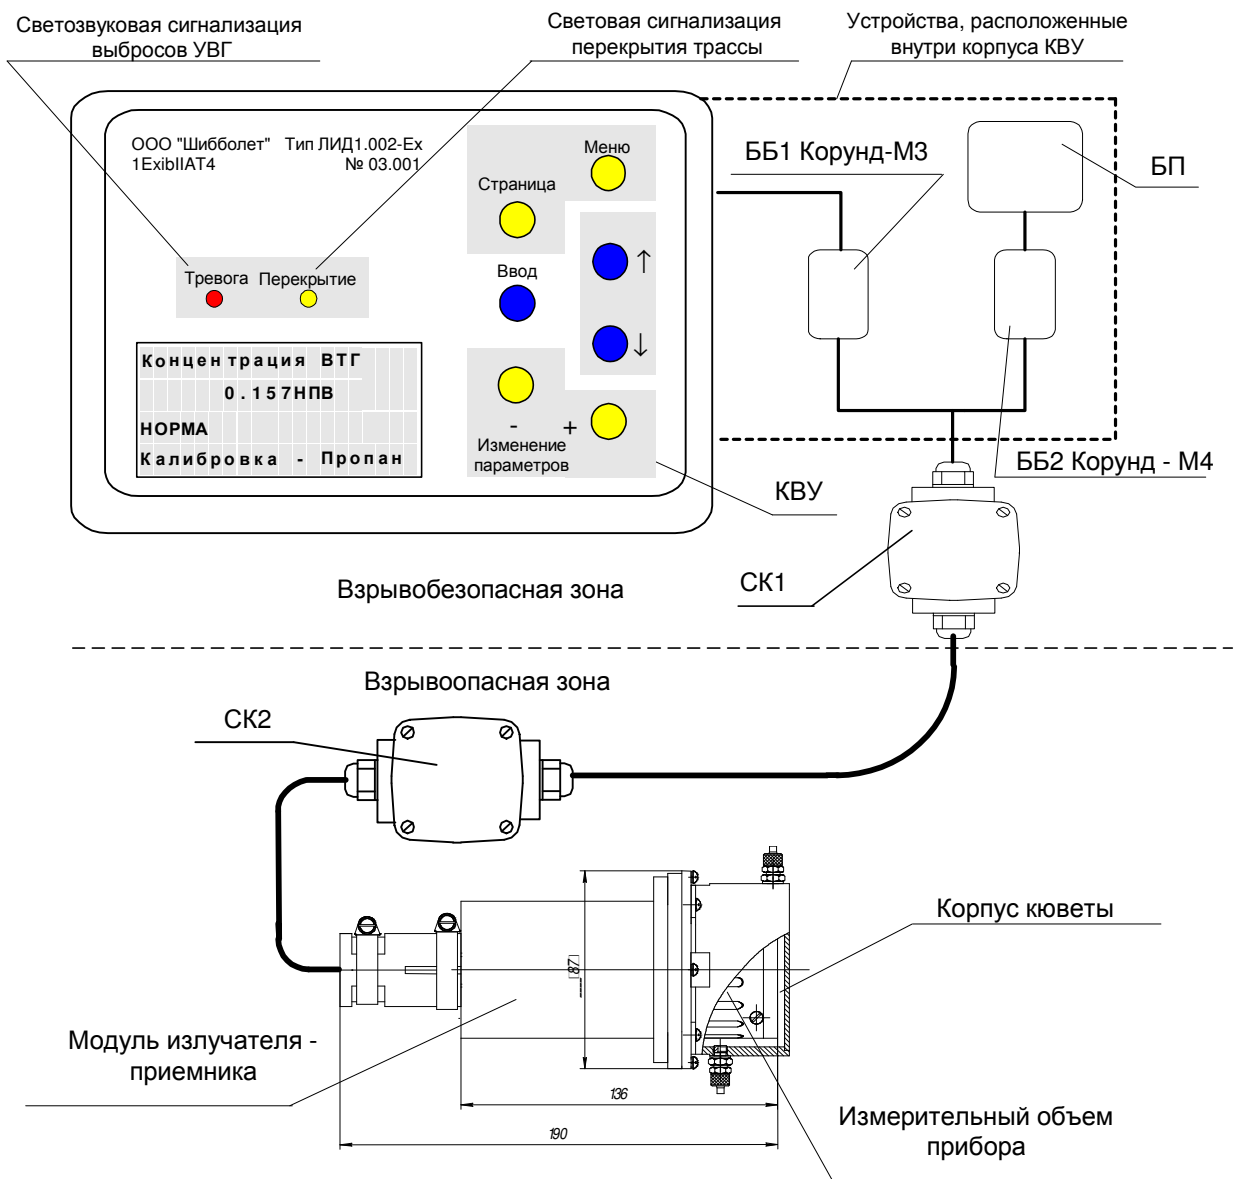 Светозвуковая сигнализация
выбросов УВГ
Световая сигнализация
перекрытия трассы
Устройства, расположенные
внутри корпуса КВУ
ООО "Шибболет" Тип ЛИД1.002-Ех
1ExibIIAT4 № 03.001
Меню
Страница
Ввод
↑
↓
Тревога Перекрытие
Концентрация ВТГ
0.157НПВ
НОРМА
Калибровка - Пропан
- +
Изменение
параметров
ББ1 Корунд-М3
БП
ББ2 Корунд - М4
КВУ
СК1
Взрывобезопасная зона
Взрывоопасная зона
СК2
Корпус кюветы
87
Модуль излучателя -
приемника
136
190
Измерительный объем
прибора